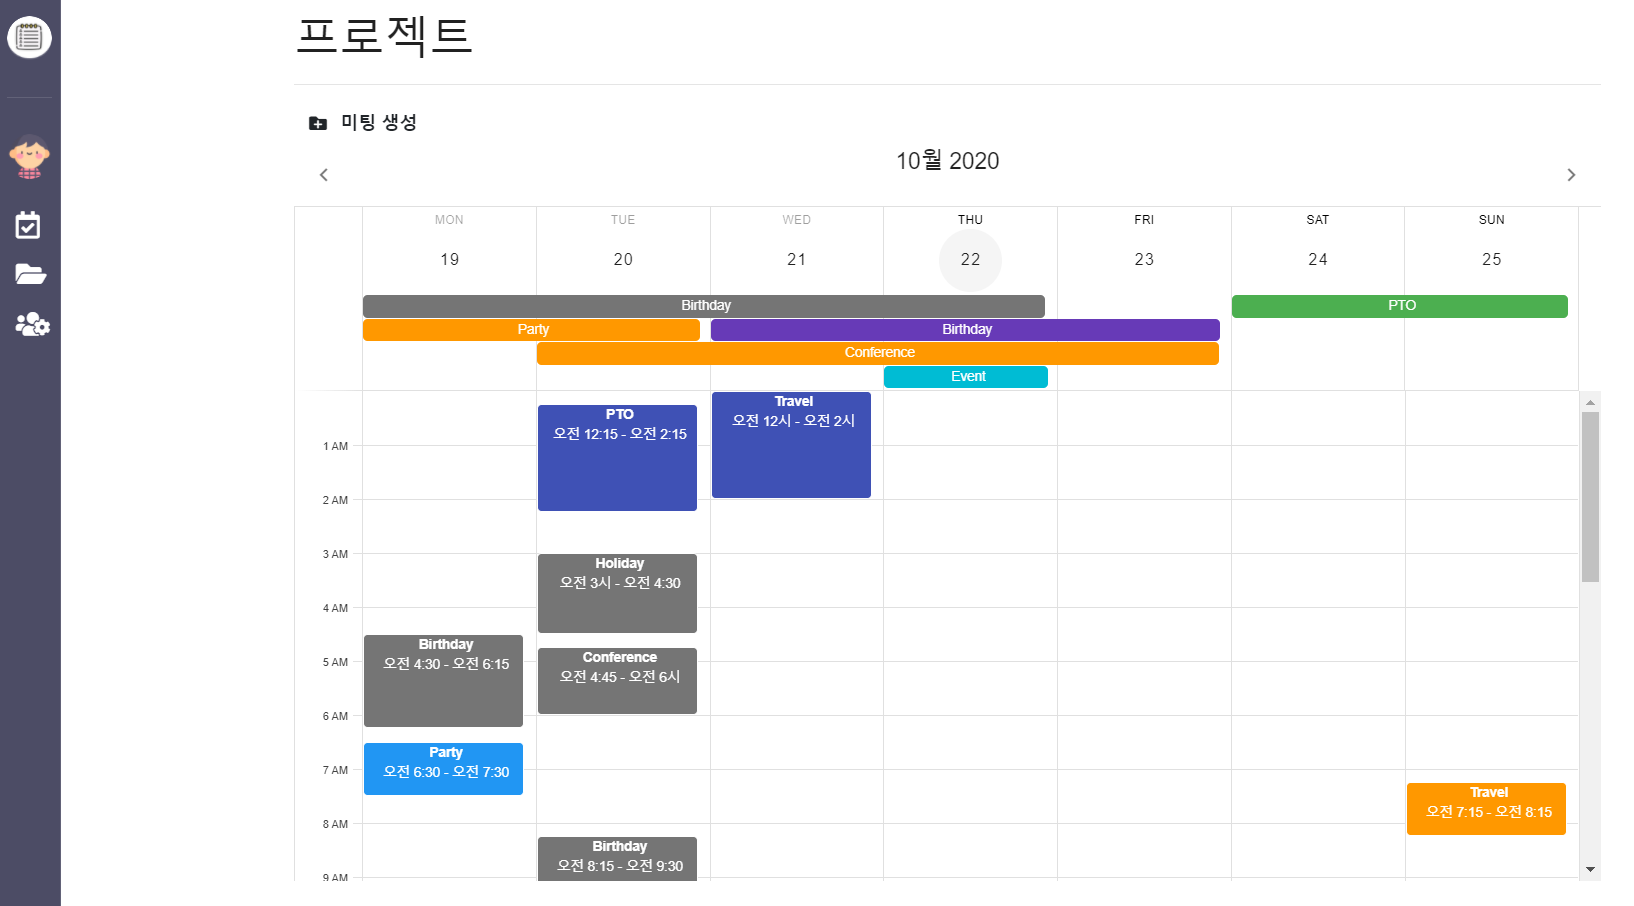 프로젝트
미팅 생성
10월 2020
MON TUE WED THU FRI SAT SUN
19 20 21 22 23 24 25
Birthday PTO
Party Birthday
Conference
Event
PTO
오전 12:15 - 오전 2:15
Travel
오전 12시 - 오전 2시
1 AM
2 AM
3 AM
Holiday
오전 3시 - 오전 4:30
4 AM
Birthday
오전 4:30 - 오전 6:15
Conference
오전 4:45 - 오전 6시
5 AM
6 AM
Party
오전 6:30 - 오전 7:30
7 AM
Travel
오전 7:15 - 오전 8:15
8 AM
Birthday
오전 8:15 - 오전 9:30
9 AM